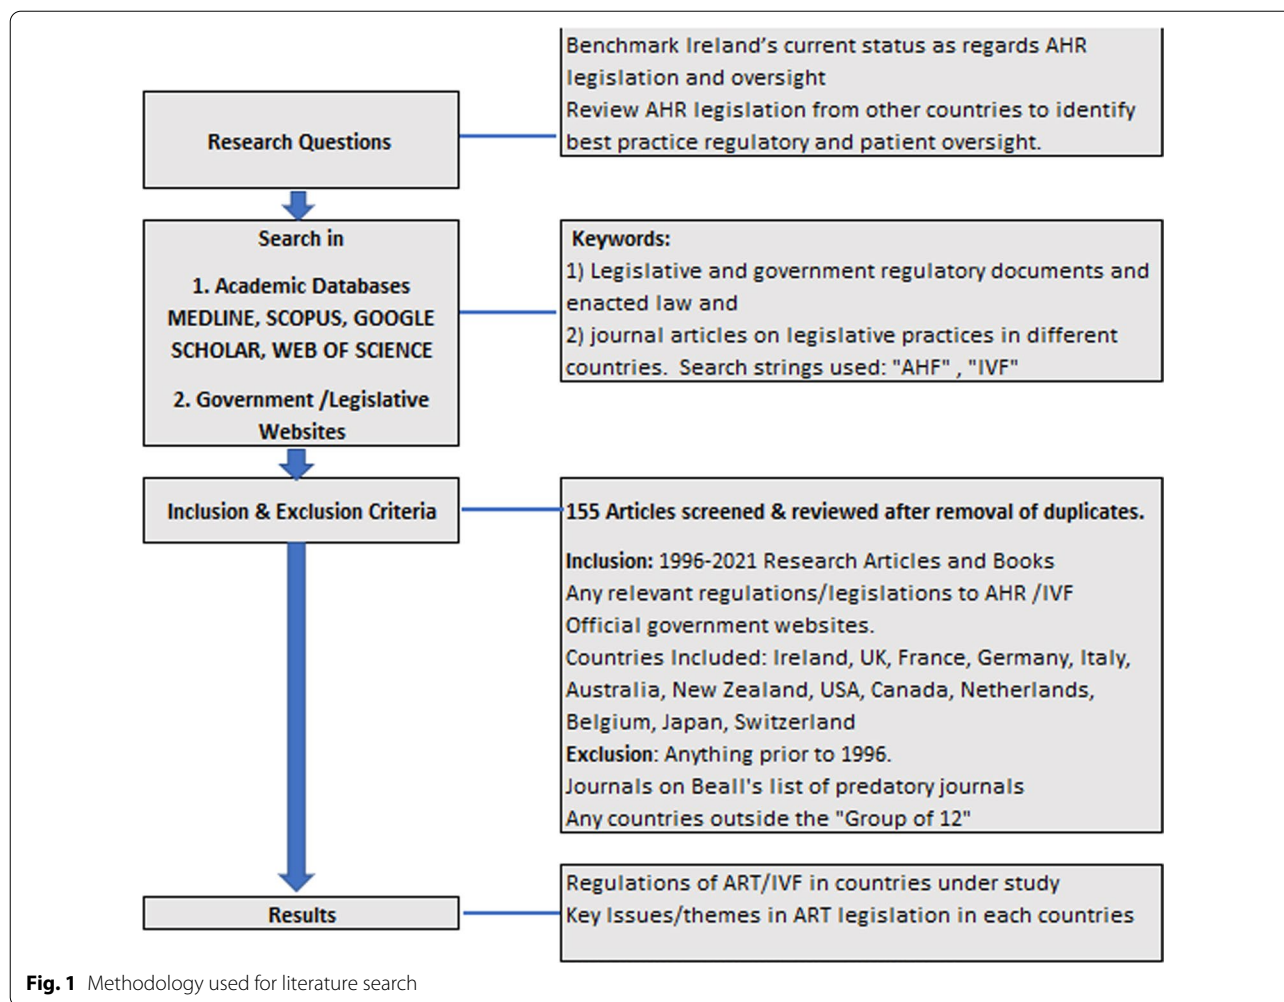 Benchmark Ireland's current status as regards AHR
legislation and oversight
Review AHR legislation from other countries to identify
best practice regulatory and patient oversight.
Research Questions
Search in
1. Academic Databases
MEDLINE, SCOPUS, GOOGLE
SCHOLAR, WEB OF SCIENCE
2. Government /Legislative
Websites
Keywords:
1) Legislative and government regulatory documents and
enacted law and
2) journal articles on legislative practices in different
countries.  Search strings used: "AHF" , "IVF"
Inclusion & Exclusion Criteria
155 Articles screened & reviewed after removal of duplicates.
Inclusion: 1996-2021 Research Articles and Books
Any relevant regulations/legislations to AHR /IVF
Official government websites.
Countries Included: Ireland, UK, France, Germany, Italy,
Australia, New Zealand, USA, Canada, Netherlands,
Belgium, Japan, Switzerland
Exclusion: Anything prior to 1996.
Journals on Beall's list of predatory journals
Any countries outside the "Group of 12"
Results
Regulations of ART/IVF in countries under study
Key Issues/themes in ART legislation in each countries
Fig. 1 Methodology used for literature search